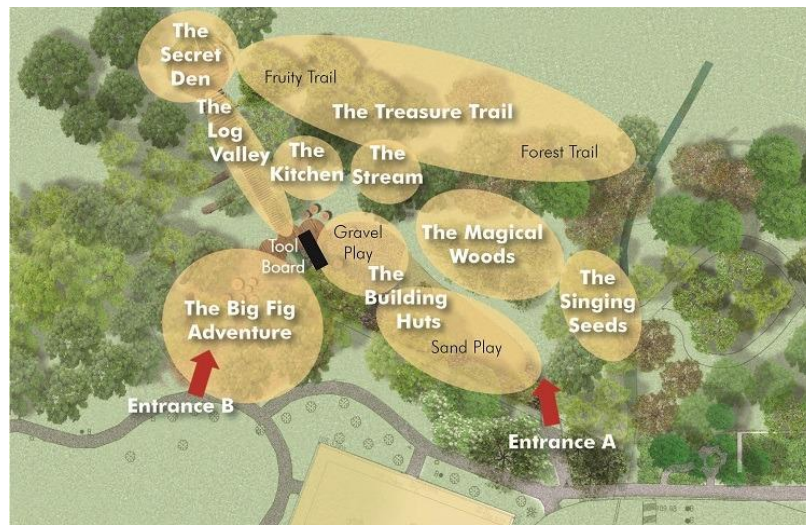 The
Secret
Den
Fruity Trail
The Treasure Trail
Forest Trail
The
Log
Valley
The
Kitchen
The
Stream
Tool
Board
Gravel
Play
The Magical
Woods
The
Building
Huts
Sand Play
The
Singing
Seeds
The Big Fig
Adventure
Entrance B
Entrance A